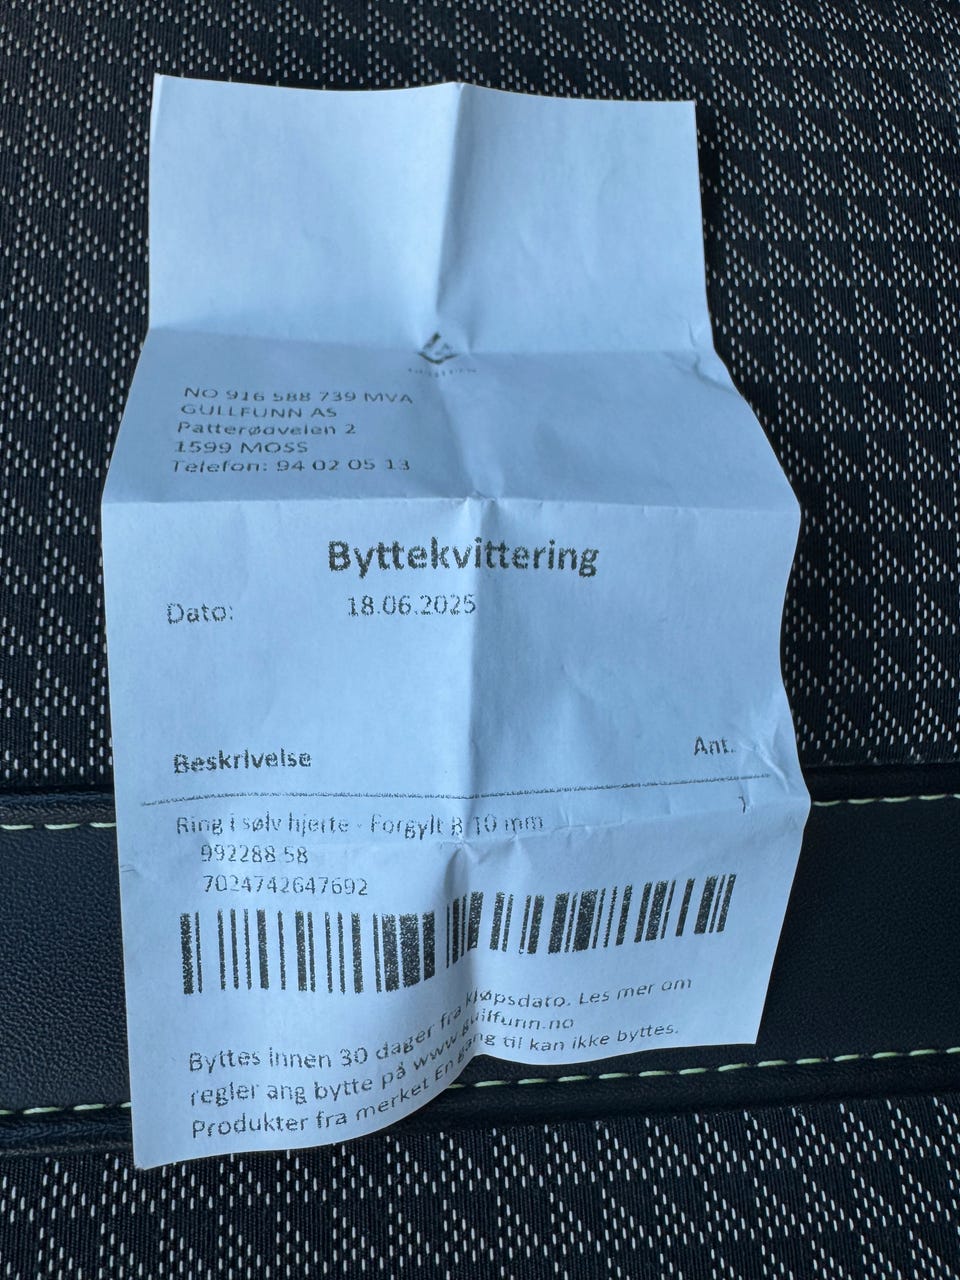 NO 916 588 739 MVA
GULLFUNN AS
Patterødveien 2
1599 MOSS
Telefon: 94 02 05 13
Byttekvittering
Dato: 18.06.2025
Beskrivelse Ant.
Ring i sølv hjerte - Forgylt B 10 mm 1
992288 58
7024742647692
Byttes innen 30 dager fra kjøpsdato. Les mer om
regler ang bytte på www.gullfunn.no
Produkter fra merket En gang til kan ikke byttes.